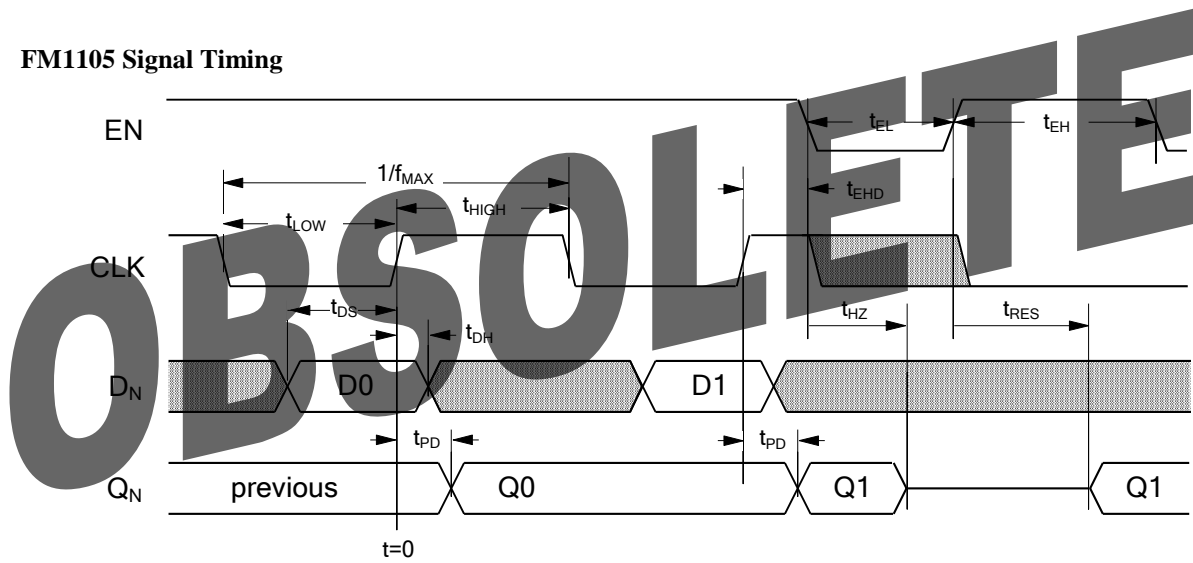 FM1105 Signal Timing
OBSOLETE
EN
tEL
tEH
1/fMAX
tEHD
tLOW
tHIGH
CLK
tDS
tHZ
tRES
tDH
DN
D0
D1
tPD
tPD
QN
previous
Q0
Q1
Q1
t=0